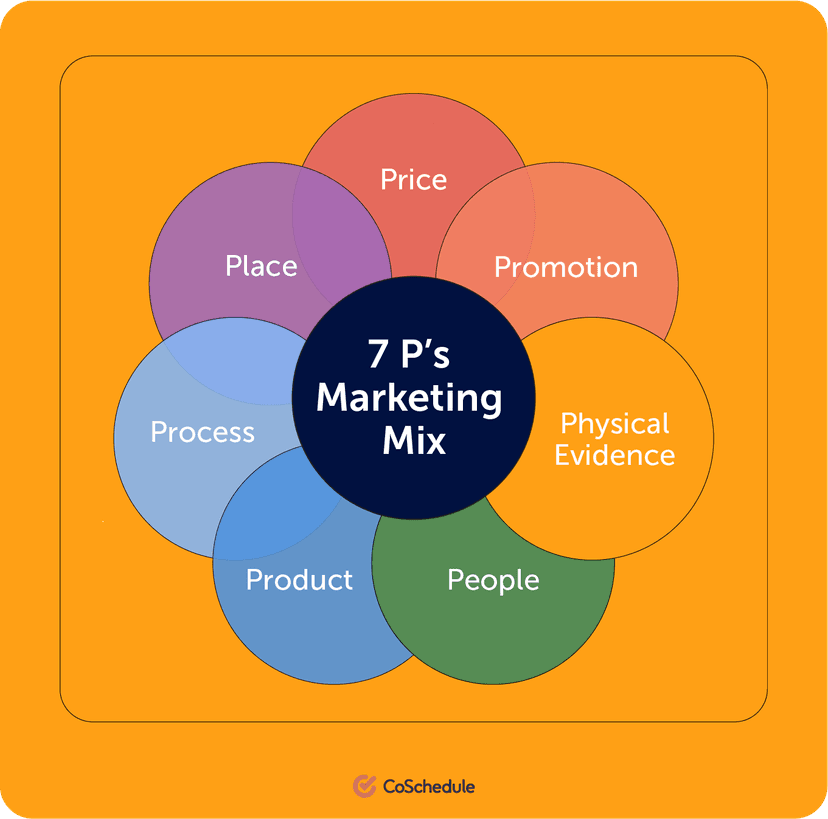 Price
Place
Promotion
7 P's
Marketing
Mix
Process
Physical
Evidence
Product
People
CoSchedule